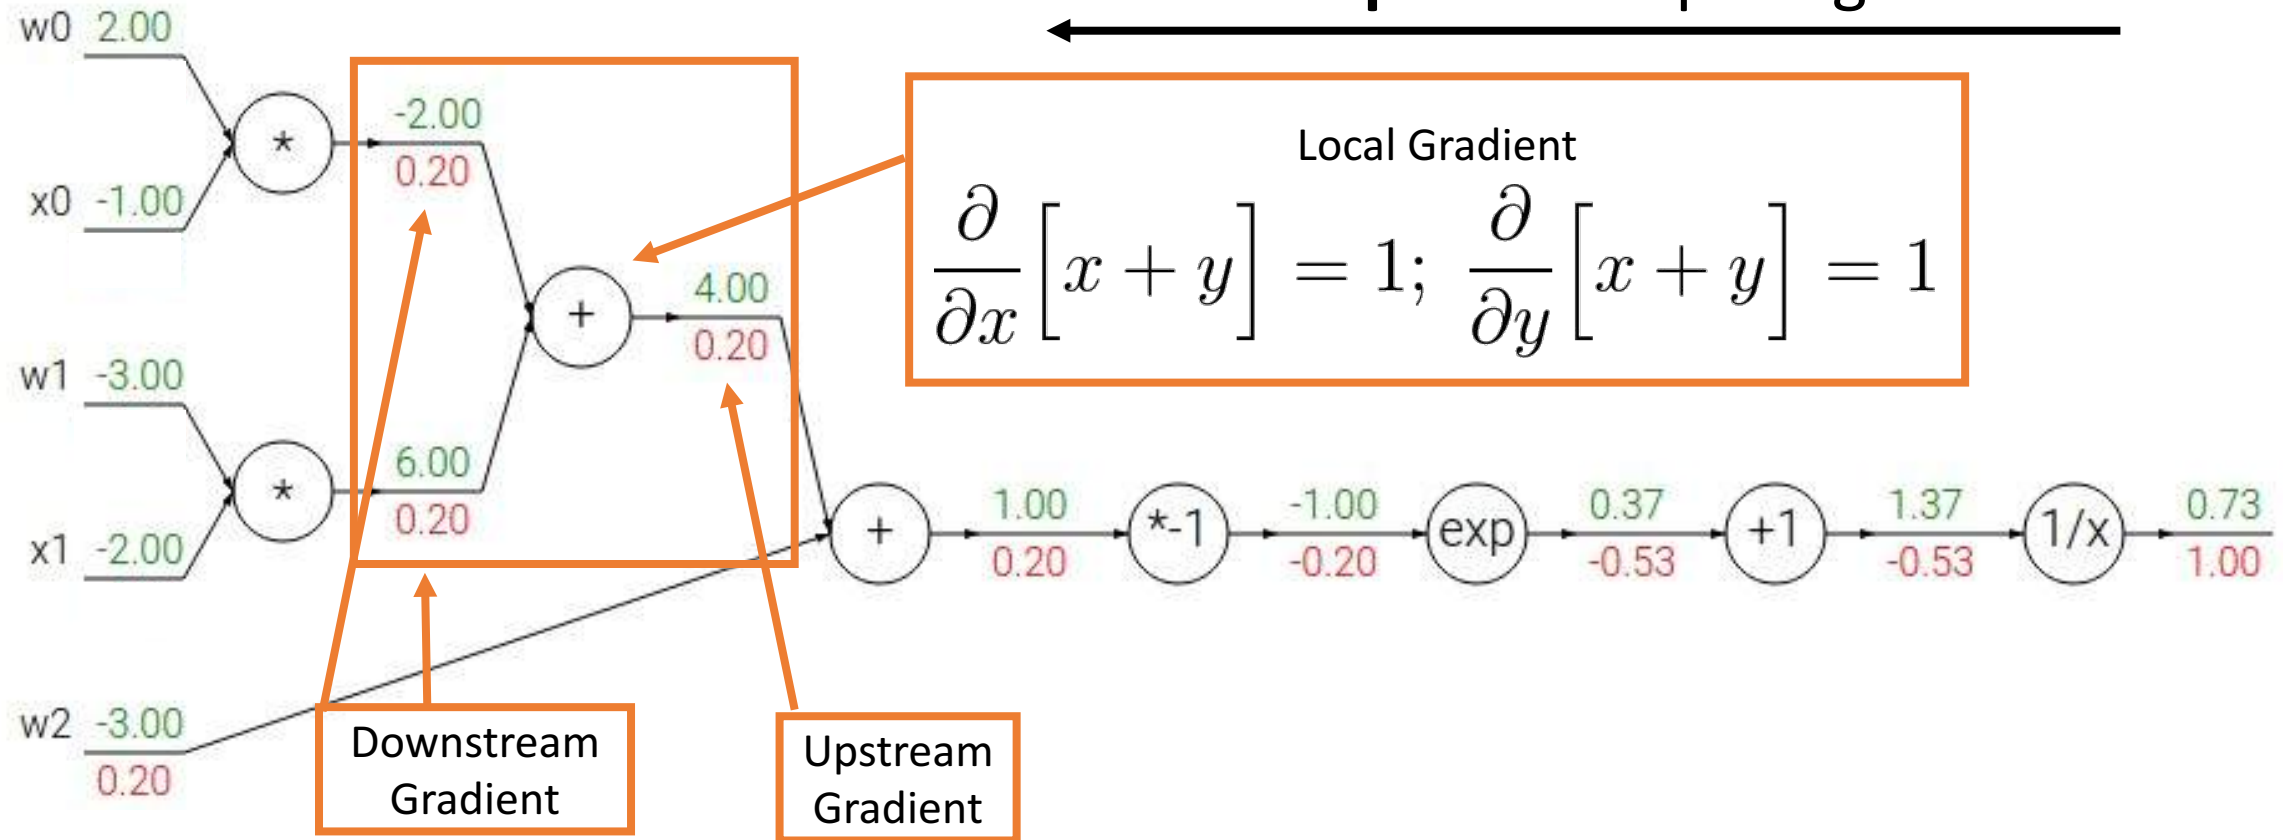 w0 2.00
x0 -1.00
*
-2.00
0.20
w1 -3.00
x1 -2.00
*
6.00
0.20
+
4.00
0.20
w2 -3.00
0.20
+
1.00
0.20
*-1
-1.00
-0.20
exp
0.37
-0.53
+1
1.37
-0.53
1/x
0.73
1.00
Local Gradient
∂/∂x [x + y] = 1; ∂/∂y [x + y] = 1
Downstream
Gradient
Upstream
Gradient